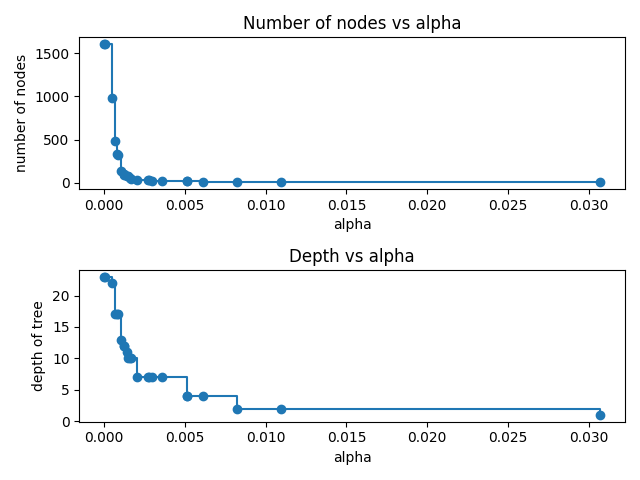 Number of nodes vs alpha
number of nodes
1500
1000
500
0
0.000 0.005 0.010 0.015 0.020 0.025 0.030
alpha
Depth vs alpha
depth of tree
20
15
10
5
0
0.000 0.005 0.010 0.015 0.020 0.025 0.030
alpha